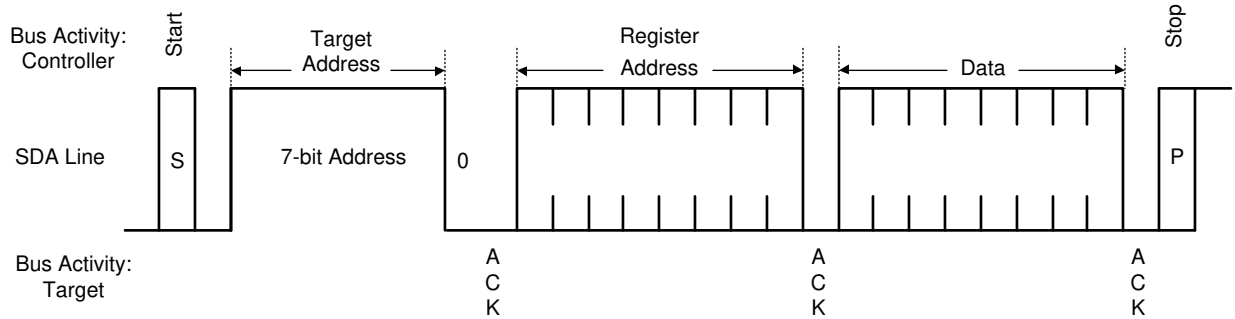 Bus Activity:
Controller
Start
Target
Address
Register
Address
Data
Stop
SDA Line
S
7-bit Address
0
P
Bus Activity:
Target
A
C
K
A
C
K
A
C
K